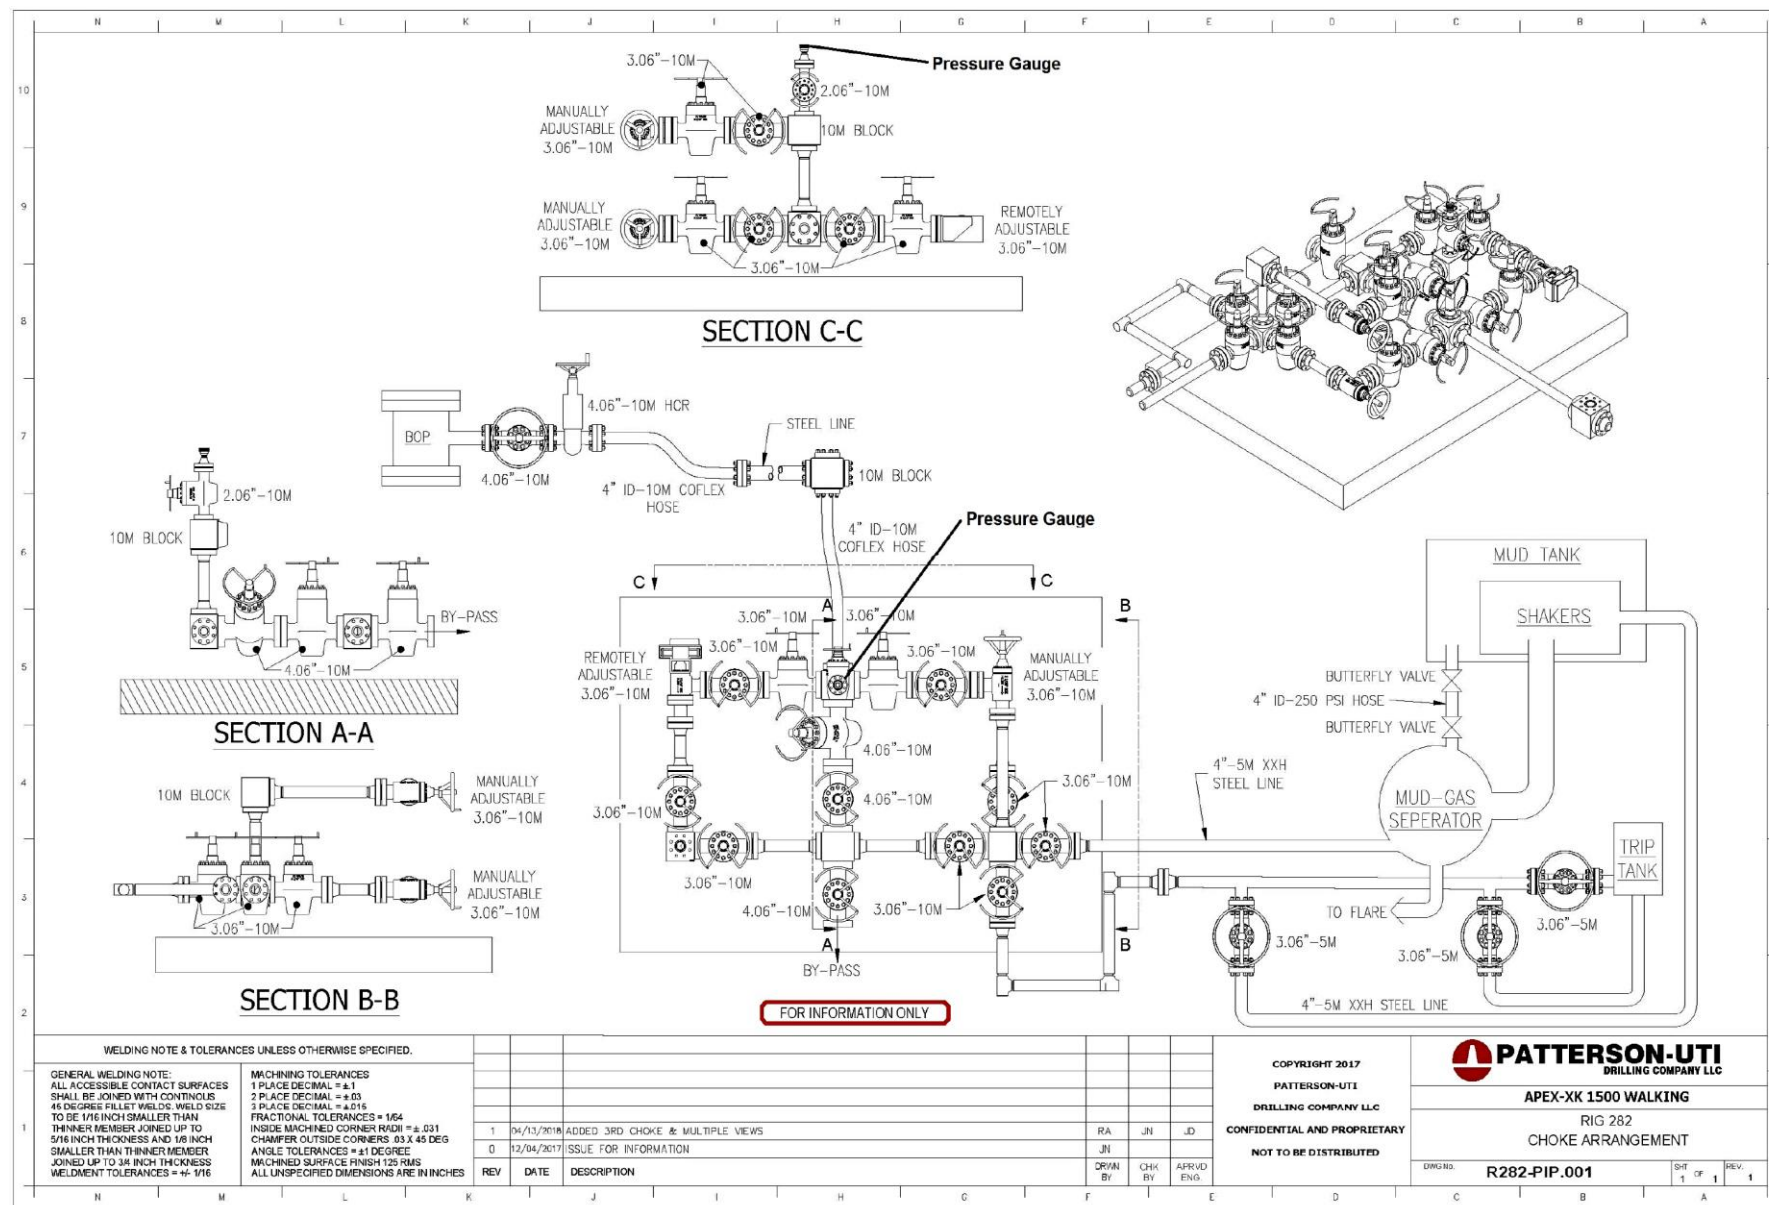 N M L K J I H G F E D C B A
10
9
8
7
6
5
4
3
2
1
3.06"-10M
Pressure Gauge
2.06"-10M
MANUALLY
ADJUSTABLE
3.06"-10M
10M BLOCK
MANUALLY
ADJUSTABLE
3.06"-10M
REMOTELY
ADJUSTABLE
3.06"-10M
3.06"-10M
SECTION C-C
BOP
4.06"-10M
4.06"-10M HCR
STEEL LINE
4" ID-10M COFLEX
HOSE
10M BLOCK
4" ID-10M
COFLEX HOSE
Pressure Gauge
2.06"-10M
10M BLOCK
BY-PASS
4.06"-10M
SECTION A-A
10M BLOCK
MANUALLY
ADJUSTABLE
3.06"-10M
MANUALLY
ADJUSTABLE
3.06"-10M
3.06"-10M
SECTION B-B
C
C
A
B
3.06"-10M
3.06"-10M
3.06"-10M
3.06"-10M
REMOTELY
ADJUSTABLE
3.06"-10M
MANUALLY
ADJUSTABLE
3.06"-10M
4.06"-10M
3.06"-10M
4.06"-10M
3.06"-10M
3.06"-10M
4.06"-10M
3.06"-10M
A
B
BY-PASS
FOR INFORMATION ONLY
MUD TANK
SHAKERS
BUTTERFLY VALVE
4" ID-250 PSI HOSE
BUTTERFLY VALVE
4"-5M XXH
STEEL LINE
MUD-GAS
SEPERATOR
TRIP
TANK
TO FLARE
3.06"-5M
3.06"-5M
3.06"-5M
4"-5M XXH STEEL LINE
WELDING NOTE & TOLERANCES UNLESS OTHERWISE SPECIFIED.
GENERAL WELDING NOTE:
ALL ACCESSIBLE CONTACT SURFACES
SHALL BE JOINED WITH CONTINOUS
45 DEGREE FILLET WELDS. WELD SIZE
TO BE 1/16 INCH SMALLER THAN
THINNER MEMBER JOINED UP TO
5/16 INCH THICKNESS AND 1/8 INCH
SMALLER THAN THINNER MEMBER
JOINED UP TO 3/4 INCH THICKNESS
WELDMENT TOLERANCES = +/- 1/16
MACHINING TOLERANCES
1 PLACE DECIMAL = ±.1
2 PLACE DECIMAL = ±.03
3 PLACE DECIMAL = ±.015
FRACTIONAL TOLERANCES = 1/64
INSIDE MACHINED CORNER RADII = ±.031
CHAMFER OUTSIDE CORNERS .03 X 45 DEG
ANGLE TOLERANCES = ±1 DEGREE
MACHINED SURFACE FINISH 125 RMS
ALL UNSPECIFIED DIMENSIONS ARE IN INCHES
1 04/13/2018 ADDED 3RD CHOKE & MULTIPLE VIEWS RA JN JD
0 12/04/2017 ISSUE FOR INFORMATION JN
REV DATE DESCRIPTION DRWN BY CHK BY APRVD ENG.
COPYRIGHT 2017
PATTERSON-UTI
DRILLING COMPANY LLC
CONFIDENTIAL AND PROPRIETARY
NOT TO BE DISTRIBUTED
PATTERSON-UTI
DRILLING COMPANY LLC
APEX-XK 1500 WALKING
RIG 282
CHOKE ARRANGEMENT
DWG No. R282-PIP.001 SHT 1 OF 1 REV. 1
N M L K J I H G F E D C B A